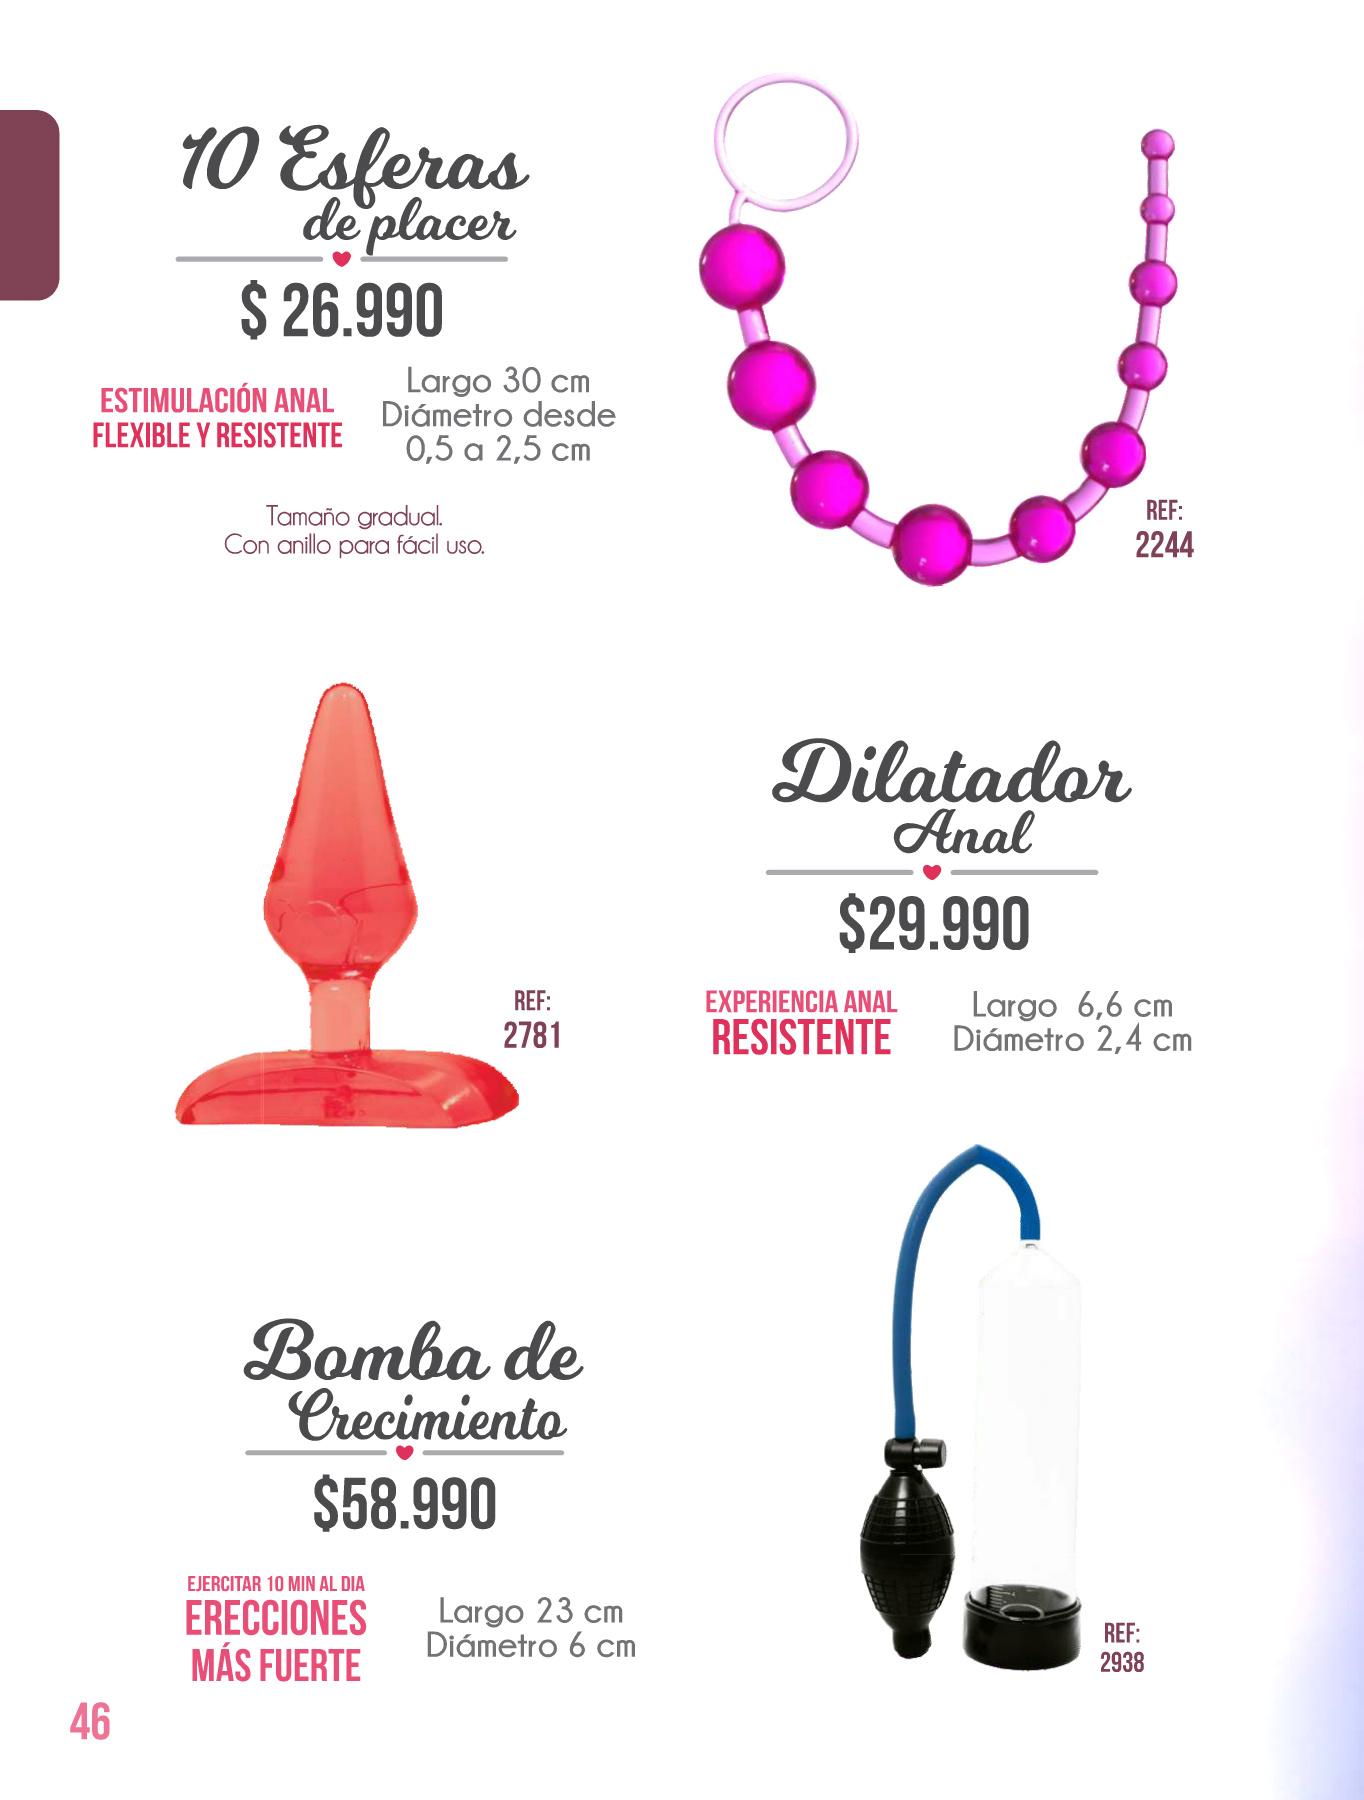 10 Esferas
de placer
$ 26.990
ESTIMULACIÓN ANAL
FLEXIBLE Y RESISTENTE
Largo 30 cm
Diámetro desde
0,5 a 2,5 cm
Tamaño gradual.
Con anillo para fácil uso.
REF:
2244
REF:
2781
Dilatador
Anal
$29.990
EXPERIENCIA ANAL
RESISTENTE
Largo 6,6 cm
Diámetro 2,4 cm
Bomba de
Crecimiento
$58.990
EJERCITAR 10 MIN AL DIA
ERECCIONES
MÁS FUERTE
Largo 23 cm
Diámetro 6 cm
REF:
2938
46